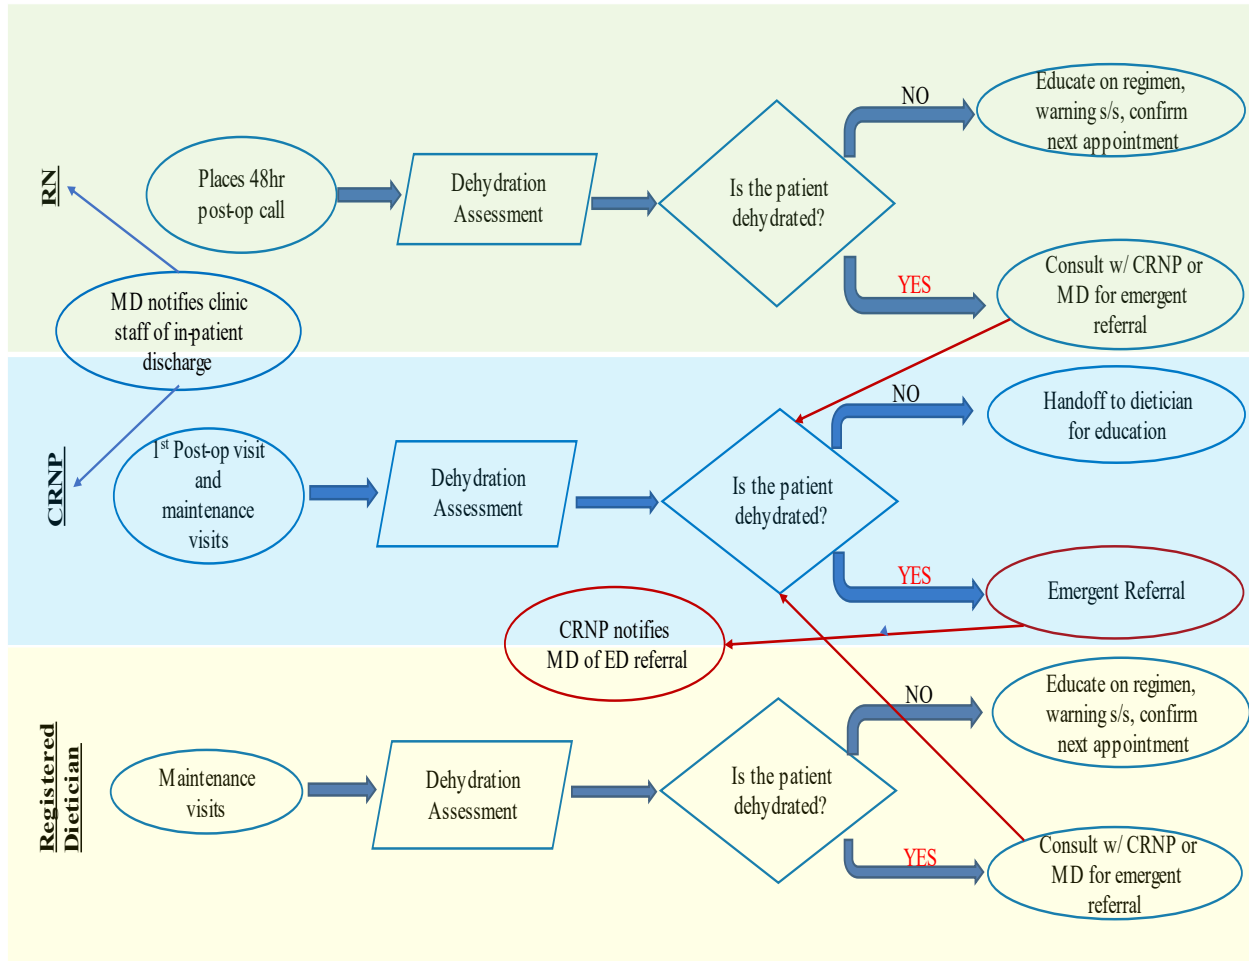 RN
Places 48hr
post-op call
Dehydration
Assessment
Is the patient
dehydrated?
NO
Educate on regimen,
warning s/s, confirm
next appointment
YES
Consult w/ CRNP or
MD for emergent
referral
MD notifies clinic
staff of in-patient
discharge
CRNP
1st Post-op visit
and
maintenance
visits
Dehydration
Assessment
Is the patient
dehydrated?
NO
Handoff to dietician
for education
YES
Emergent Referral
CRNP notifies
MD of ED referral
Registered
Dietician
Maintenance
visits
Dehydration
Assessment
Is the patient
dehydrated?
NO
Educate on regimen,
warning s/s, confirm
next appointment
YES
Consult w/ CRNP or
MD for emergent
referral